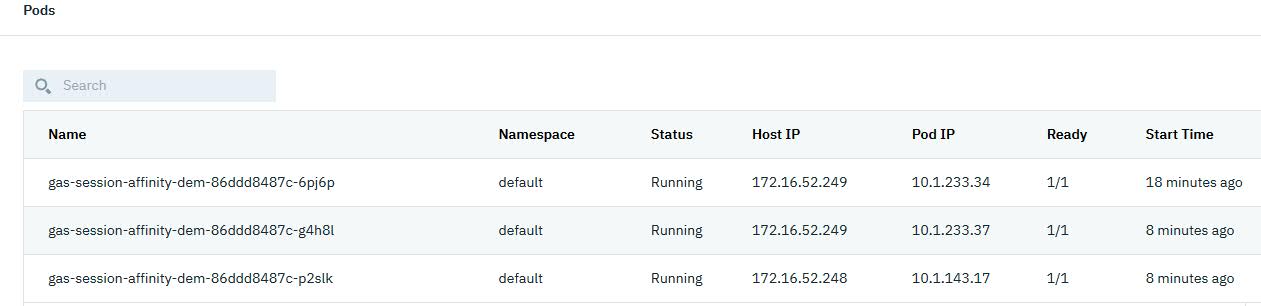 Pods
Search
Name Namespace Status Host IP Pod IP Ready Start Time
gas-session-affinity-dem-86ddd8487c-6pj6p default Running 172.16.52.249 10.1.233.34 1/1 18 minutes ago
gas-session-affinity-dem-86ddd8487c-g4h8l default Running 172.16.52.249 10.1.233.37 1/1 8 minutes ago
gas-session-affinity-dem-86ddd8487c-p2slk default Running 172.16.52.248 10.1.143.17 1/1 8 minutes ago